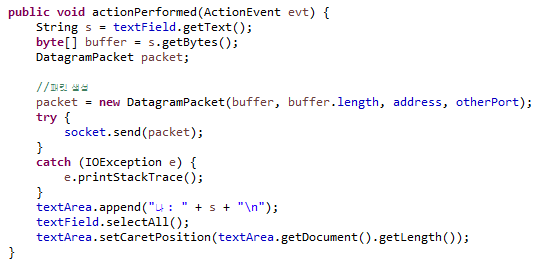 public void actionPerformed(ActionEvent evt) {
    String s = textField.getText();
    byte[] buffer = s.getBytes();
    DatagramPacket packet;

    //패킷 생성
    packet = new DatagramPacket(buffer, buffer.length, address, otherPort);
    try {
        socket.send(packet);
    }
    catch (IOException e) {
        e.printStackTrace();
    }
    textArea.append("나 : " + s + "\n");
    textField.selectAll();
    textArea.setCaretPosition(textArea.getDocument().getLength());
}